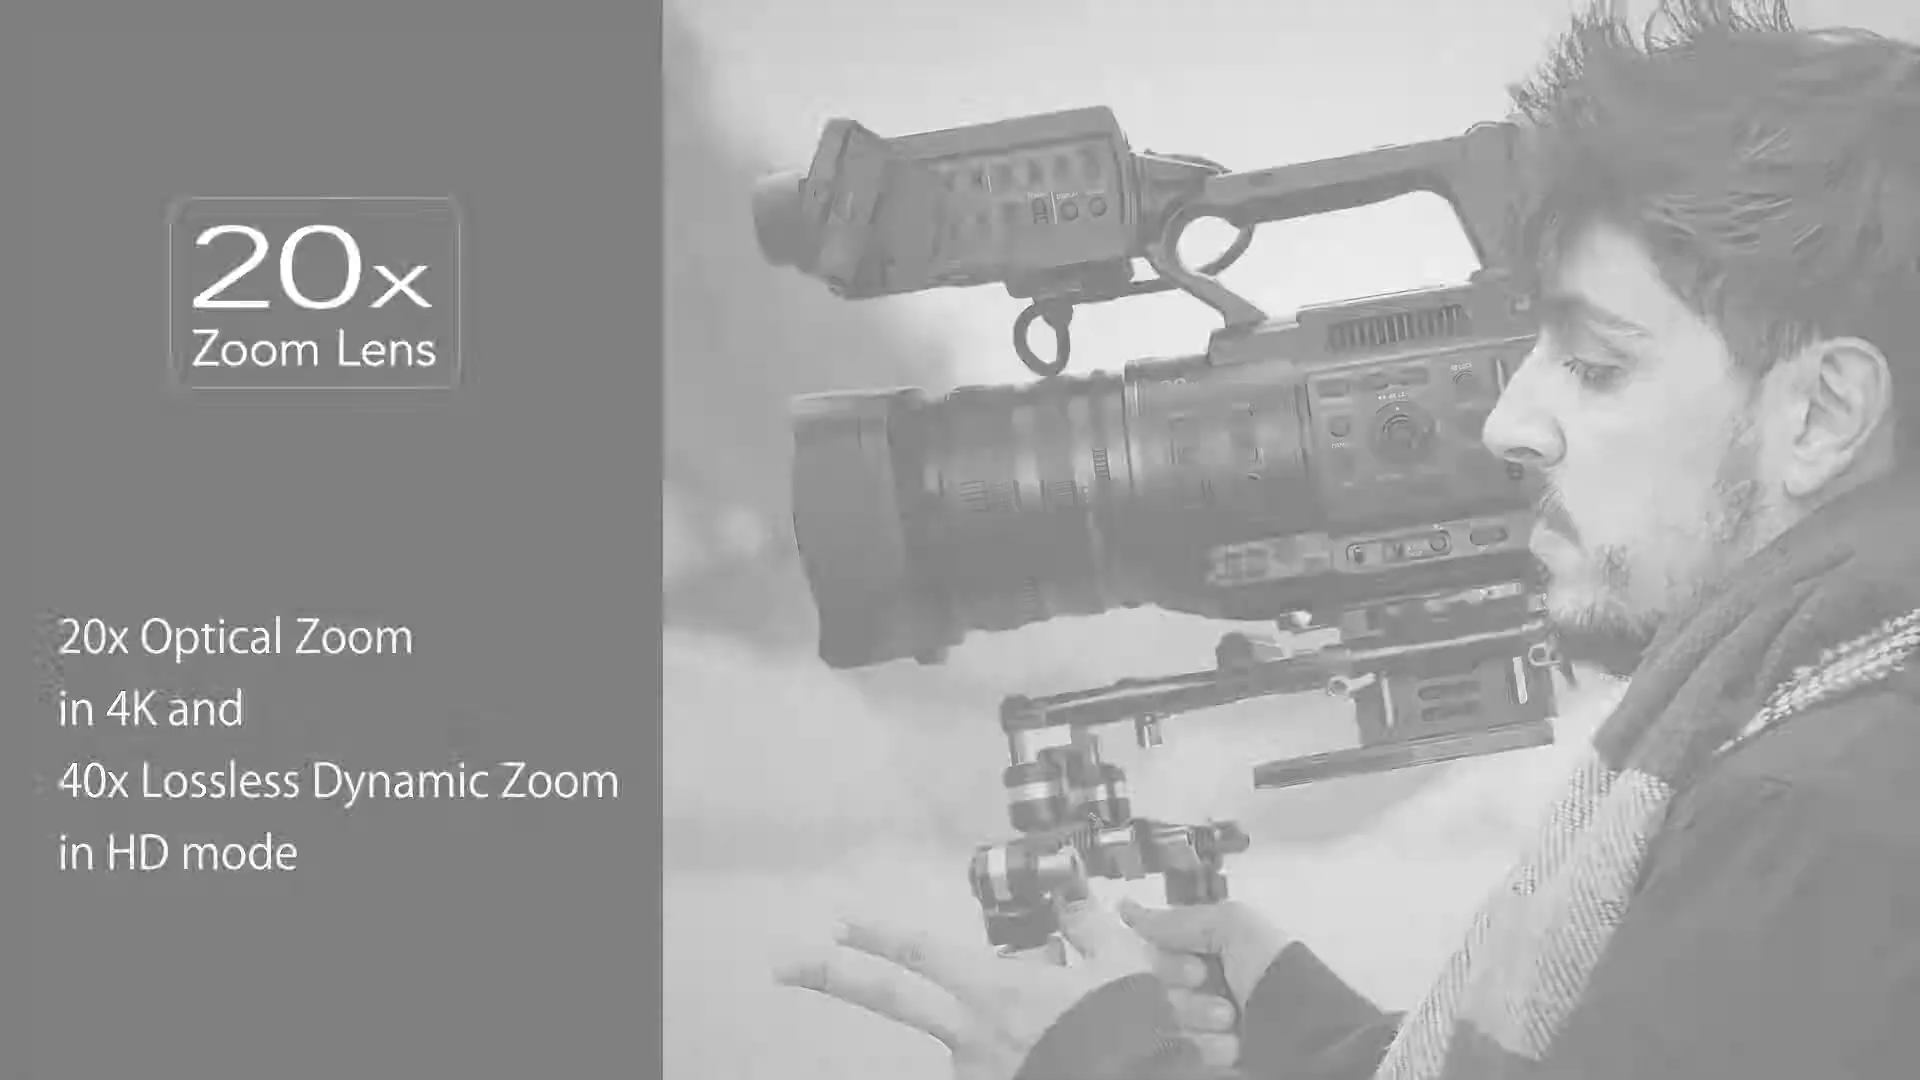 20x
Zoom Lens
20x Optical Zoom
in 4K and
40x Lossless Dynamic Zoom
in HD mode